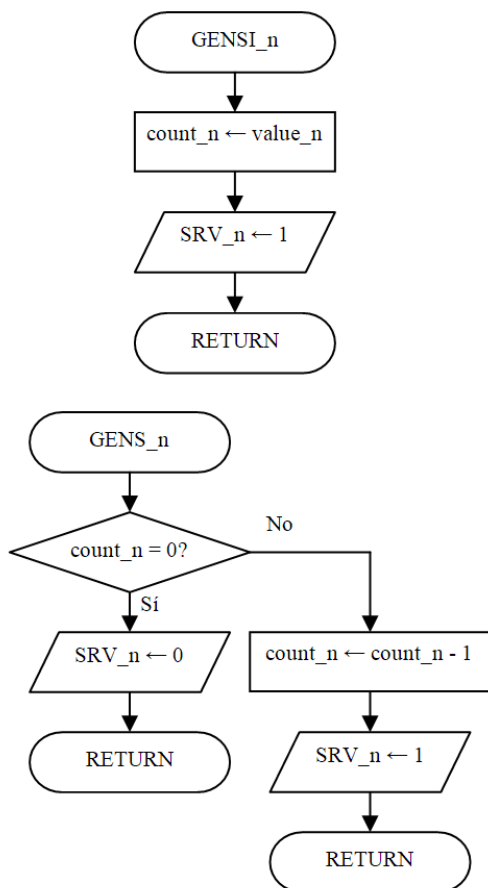 GENSI_n
count_n ← value_n
SRV_n ← 1
RETURN
GENS_n
No
count_n = 0?
Sí
SRV_n ← 0
count_n ← count_n - 1
RETURN
SRV_n ← 1
RETURN